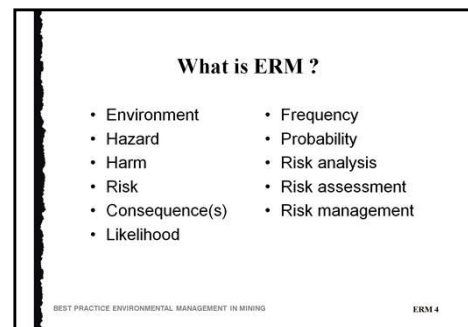 What is ERM ?
• Environment
• Hazard
• Harm
• Risk
• Consequence(s)
• Likelihood
• Frequency
• Probability
• Risk analysis
• Risk assessment
• Risk management
BEST PRACTICE ENVIRONMENTAL MANAGEMENT IN MINING
ERM 4